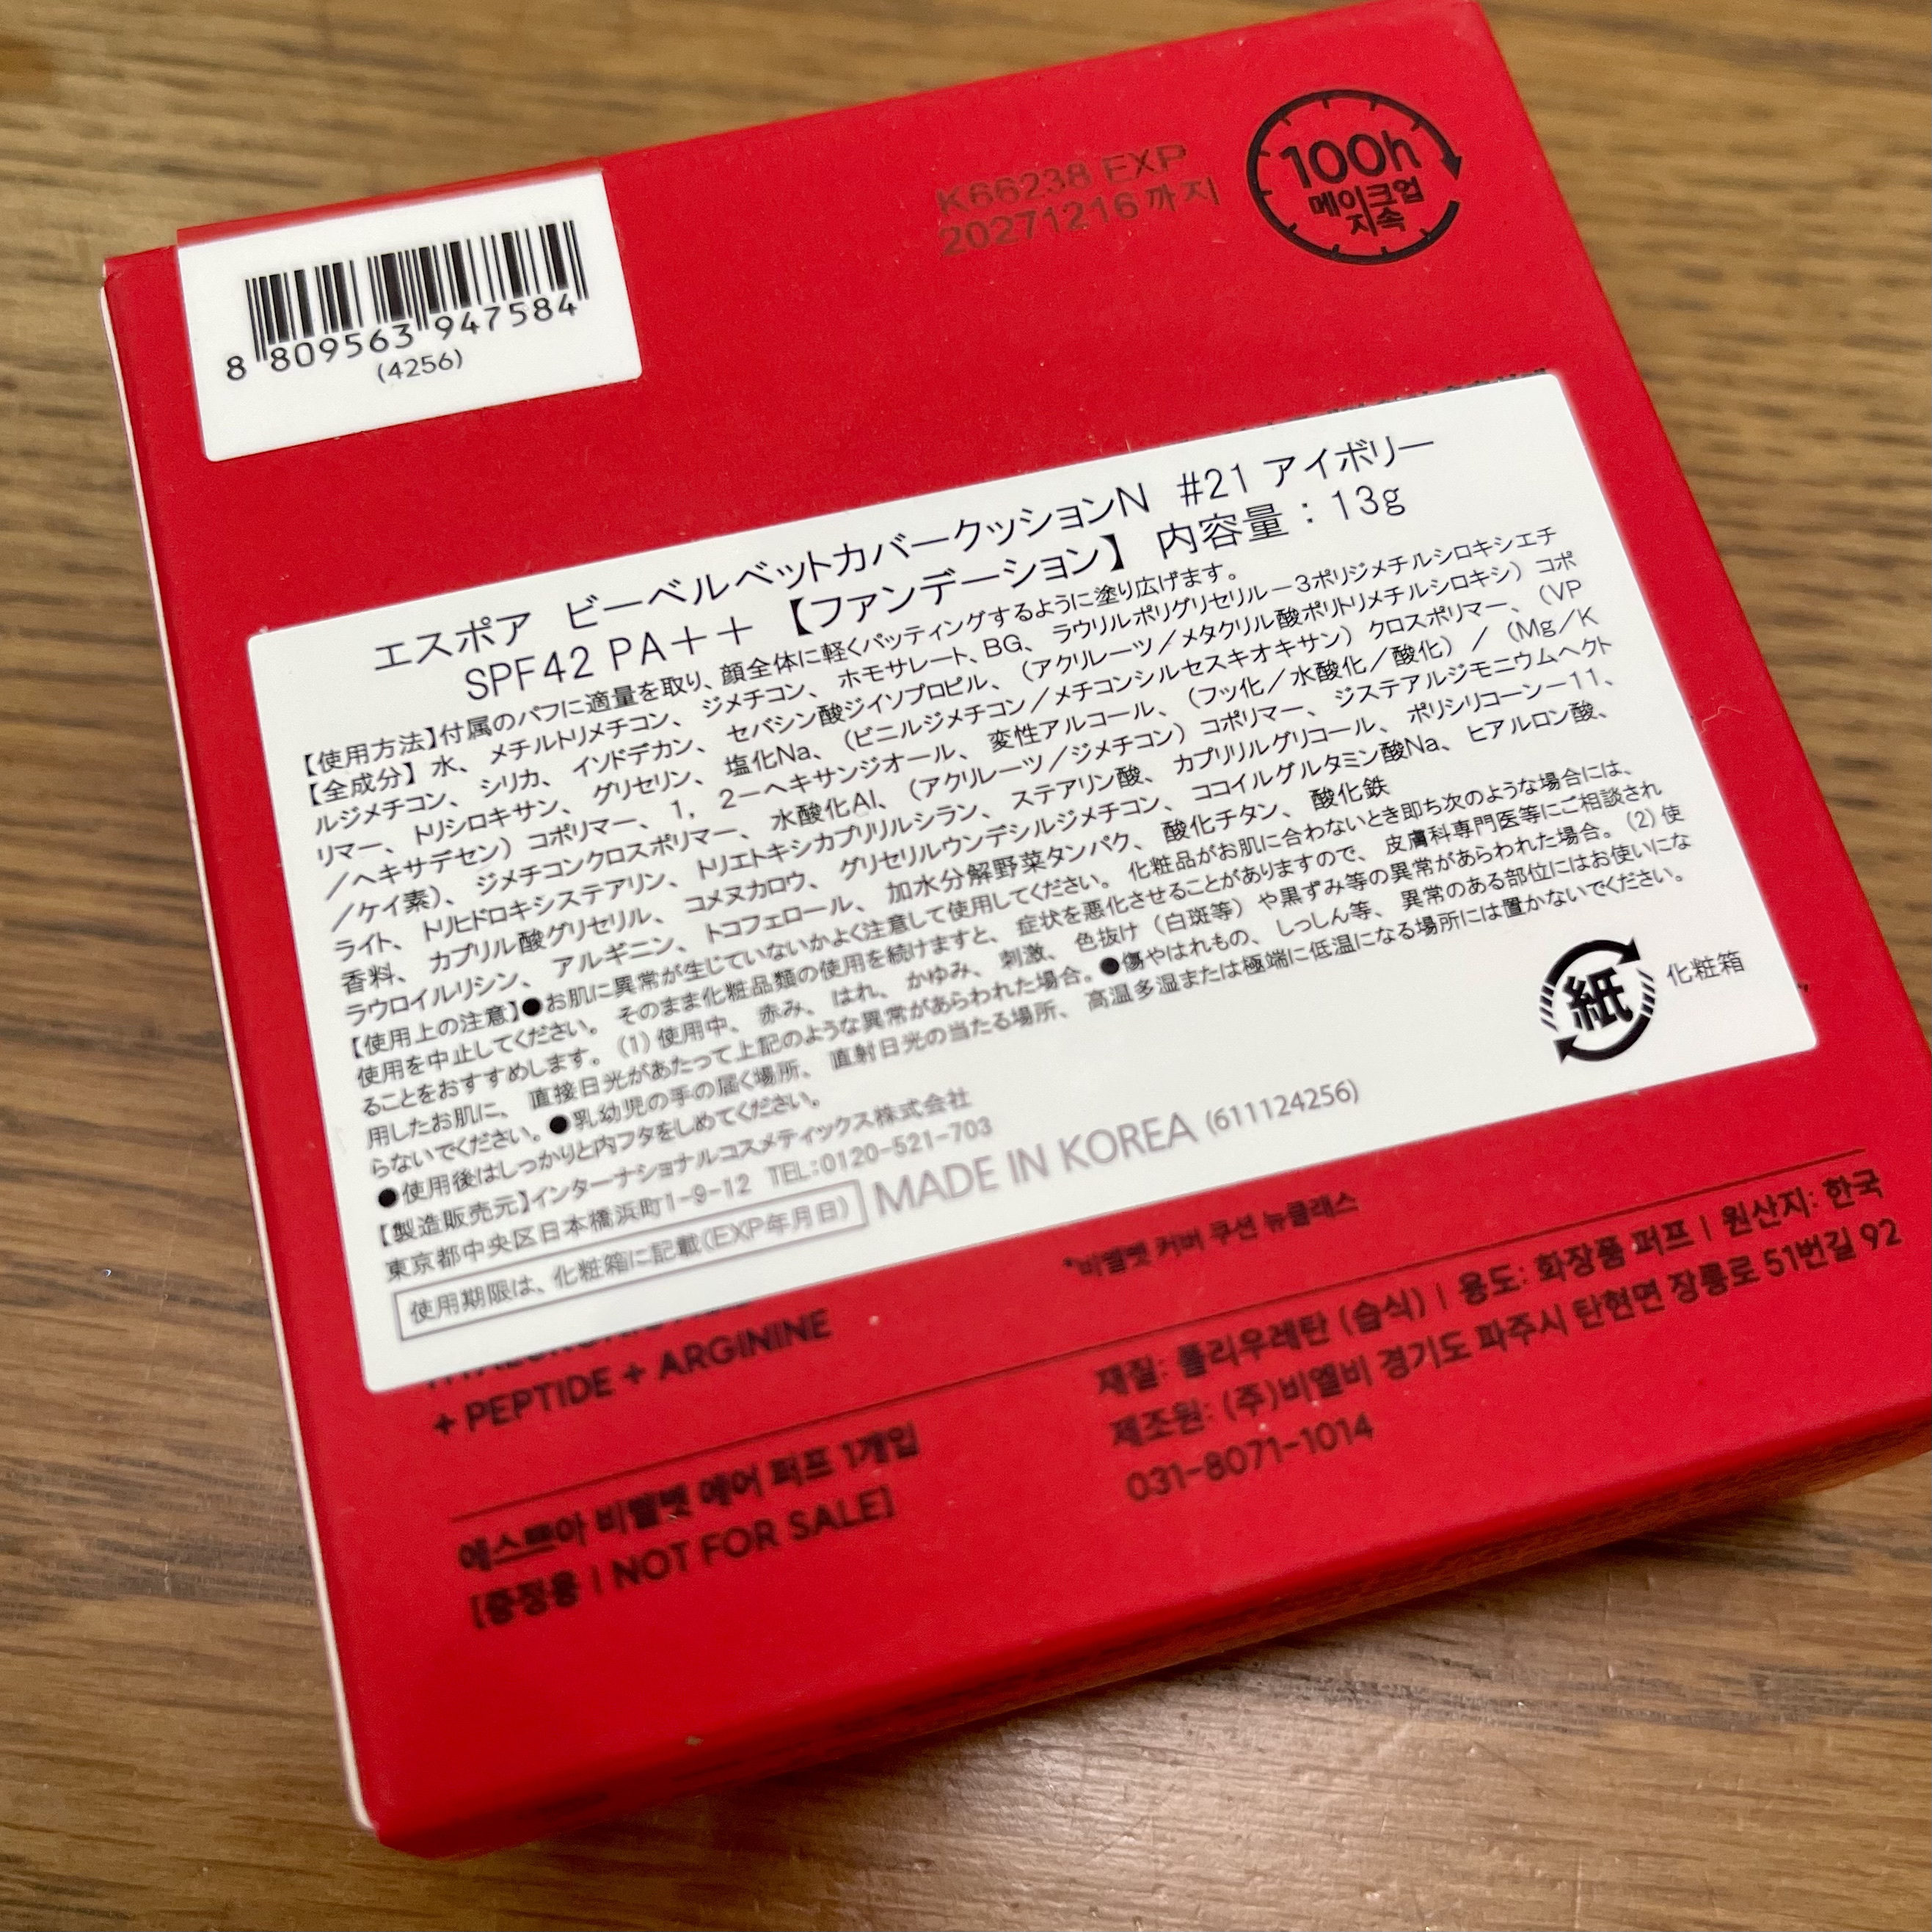 K66238 EXP
20271216까지
100h
메이크업
지속
8 809563 947584
(4256)
エスポア ビーベルベットカバークッションN #21 アイボリー
SPF42 PA++ 【ファンデーション】 内容量：13g
【使用方法】付属のパフに適量を取り、顔全体に軽くパッティングするように塗り広げます。
【全成分】水、メチルトリメチコン、ジメチコン、ホモサレート、BG、ラウリルポリグリセリルー3ポリジメチルシロキシエチ
ルジメチコン、シリカ、インドデカン、セバシン酸ジイソプロピル、（アクリレーツ／メタクリル酸ポリトリメチルシロキシ）コポ
リマー、トリシロキサン、グリセリン、塩化Na、（ビニルジメチコン／メチコンシルセスキオキサン）クロスポリマー、（VP
／ヘキサデセン）コポリマー、1，2ーヘキサンジオール、変性アルコール、（フッ化／水酸化／酸化）／（Mg／K
／ケイ素）、ジメチコンクロスポリマー、水酸化Al、（アクリレーツ／ジメチコン）コポリマー、ジステアルジモニウムヘクト
ライト、トリヒドロキシステアリン、トリエトキシカプリリルシラン、ステアリン酸、カプリリルグリコール、ポリシリコーンー11、
香料、カプリル酸グリセリル、コメヌカロウ、グリセリルウンデシルジメチコン、ココイルグルタミン酸Na、ヒアルロン酸、
ラウロイルリシン、アルギニン、トコフェロール、加水分解野菜タンパク、酸化チタン、酸化鉄
【使用上の注意】●お肌に異常が生じていないかよく注意して使用してください。化粧品がお肌に合わないとき即ち次のような場合には、
使用を中止してください。そのまま化粧品類の使用を続けますと、症状を悪化させることがありますので、皮膚科専門医等にご相談され
ることをおすすめします。（1）使用中、赤み、はれ、かゆみ、刺激、色抜け（白斑等）や黒ずみ等の異常があらわれた場合。（2）使
用したお肌に、直接日光があたって上記のような異常があらわれた場合。●傷やはれもの、しっしん等、異常のある部位にはお使いにな
らないでください。●乳幼児の手の届く場所、直射日光の当たる場所、高温多湿または極端に低温になる場所には置かないでください。
●使用後はしっかりと内フタをしめてください。
【製造販売元】インターナショナルコスメティックス株式会社
東京都中央区日本橋浜町1-9-12 TEL:0120-521-703
使用期限は、化粧箱に記載（EXP年月日） MADE IN KOREA (611124256)
紙 化粧箱
+ PEPTIDE + ARGININE
*비벨벳 커버 쿠션 뉴클래스
에스쁘아 비벨벳 에어 퍼프 1개입
[증정용 | NOT FOR SALE]
재질: 폴리우레탄 (습식) | 용도: 화장품 퍼프 | 원산지: 한국
제조원: (주)비엘비 경기도 파주시 탄현면 장릉로 51번길 92
031-8071-1014